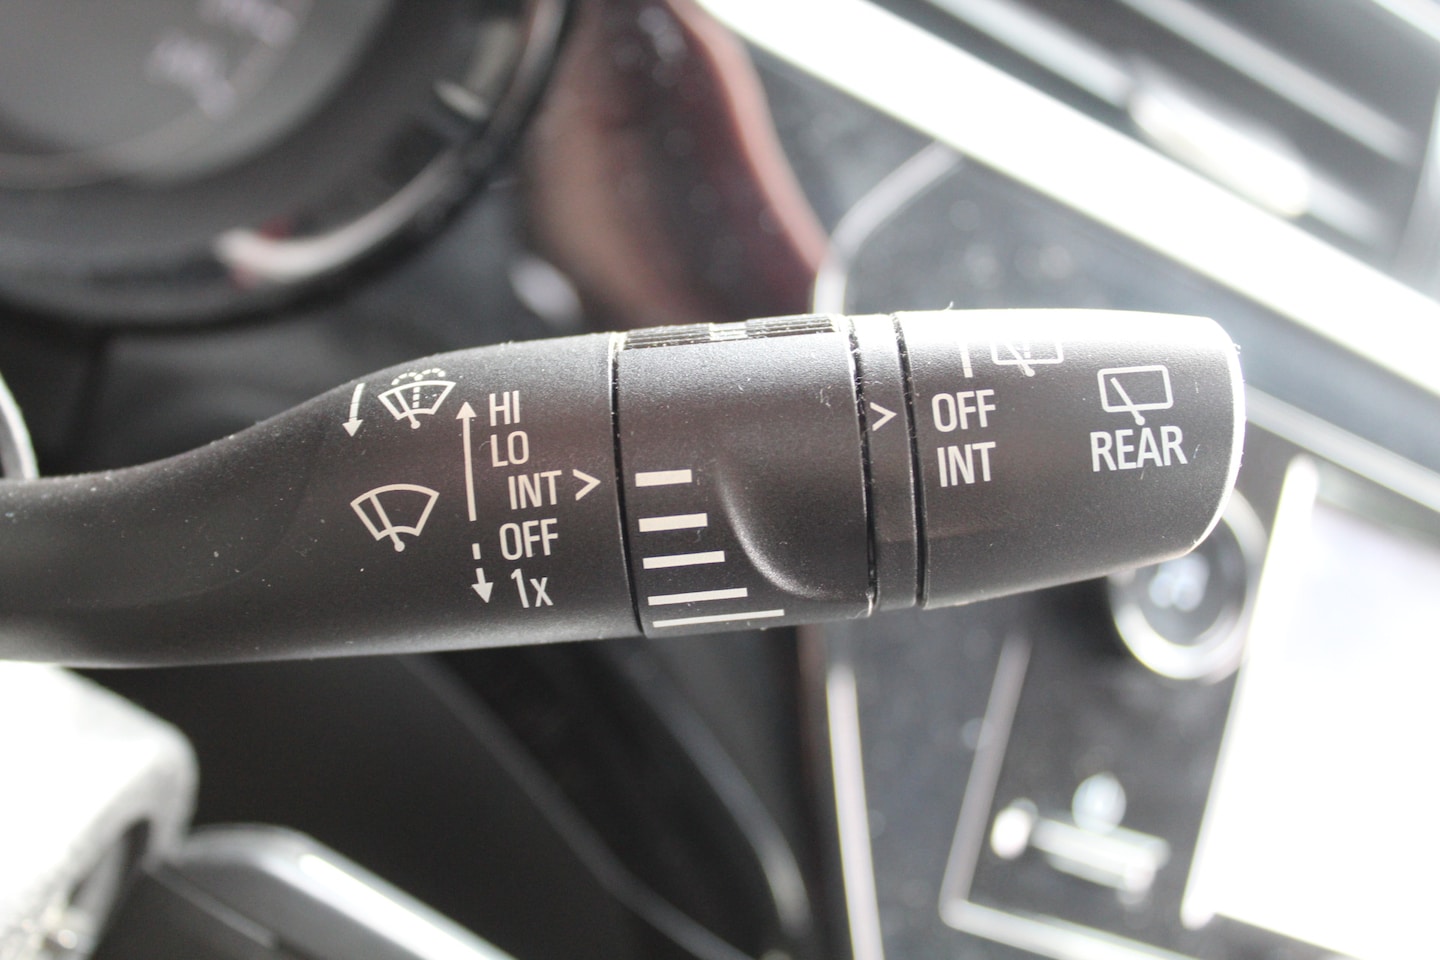 HI
LO
INT >
OFF
1x
> OFF
INT
REAR